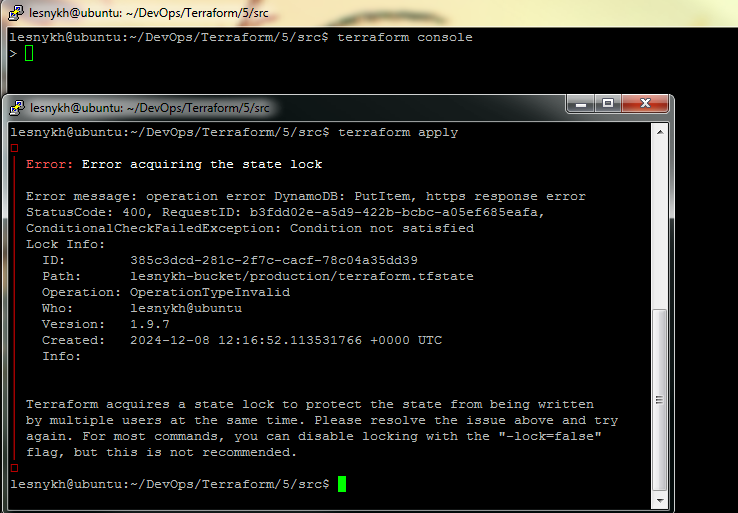 lesnykh@ubuntu: ~/DevOps/Terraform/5/src
lesnykh@ubuntu:~/DevOps/Terraform/5/src$ terraform console
>
lesnykh@ubuntu: ~/DevOps/Terraform/5/src
lesnykh@ubuntu:~/DevOps/Terraform/5/src$ terraform apply
Error: Error acquiring the state lock
Error message: operation error DynamoDB: PutItem, https response error
StatusCode: 400, RequestID: b3fdd02e-a5d9-422b-bcbc-a05ef685eafa,
ConditionalCheckFailedException: Condition not satisfied
Lock Info:
ID: 385c3dcd-281c-2f7c-cacf-78c04a35dd39
Path: lesnykh-bucket/production/terraform.tfstate
Operation: OperationTypeInvalid
Who: lesnykh@ubuntu
Version: 1.9.7
Created: 2024-12-08 12:16:52.113531766 +0000 UTC
Info:
Terraform acquires a state lock to protect the state from being written
by multiple users at the same time. Please resolve the issue above and try
again. For most commands, you can disable locking with the "-lock=false"
flag, but this is not recommended.
lesnykh@ubuntu:~/DevOps/Terraform/5/src$